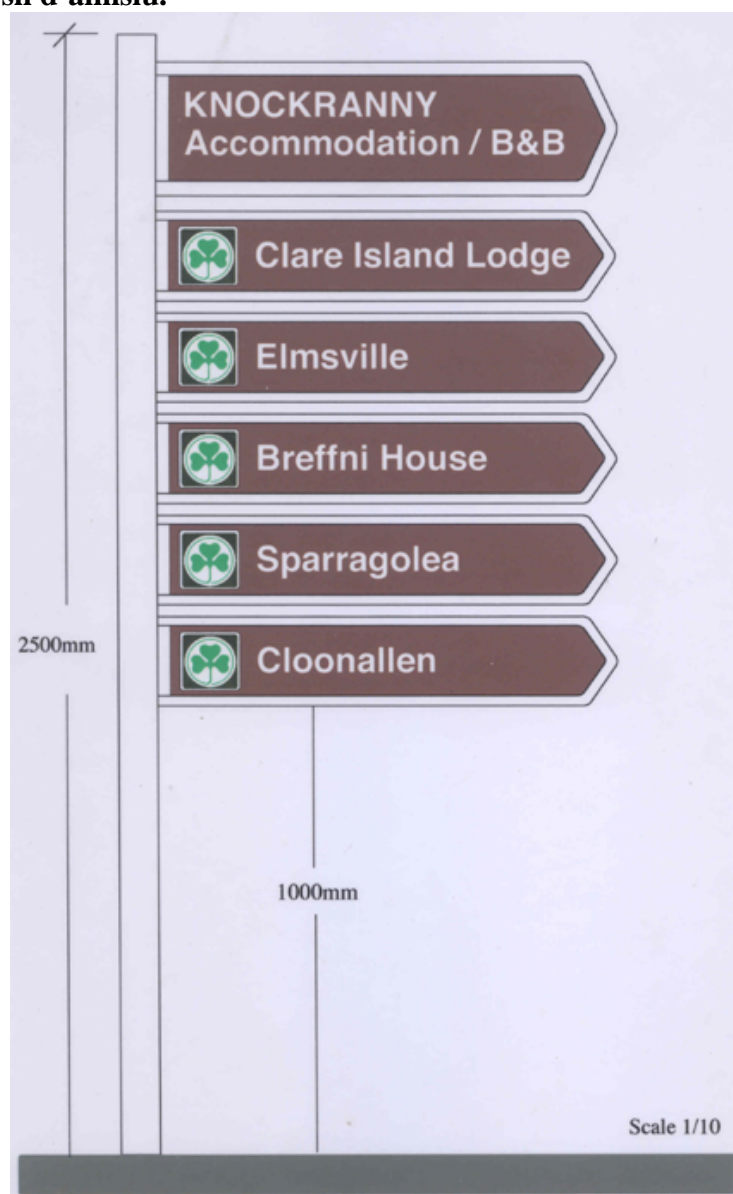 KNOCKRANNY
Accommodation / B&B
Clare Island Lodge
Elmsville
Breffni House
Sparragolea
2500mm
Cloonallen
1000mm
Scale 1/10